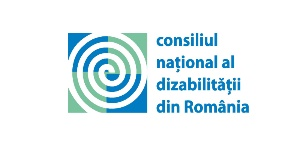 consiliul
național al
dizabilității
din România